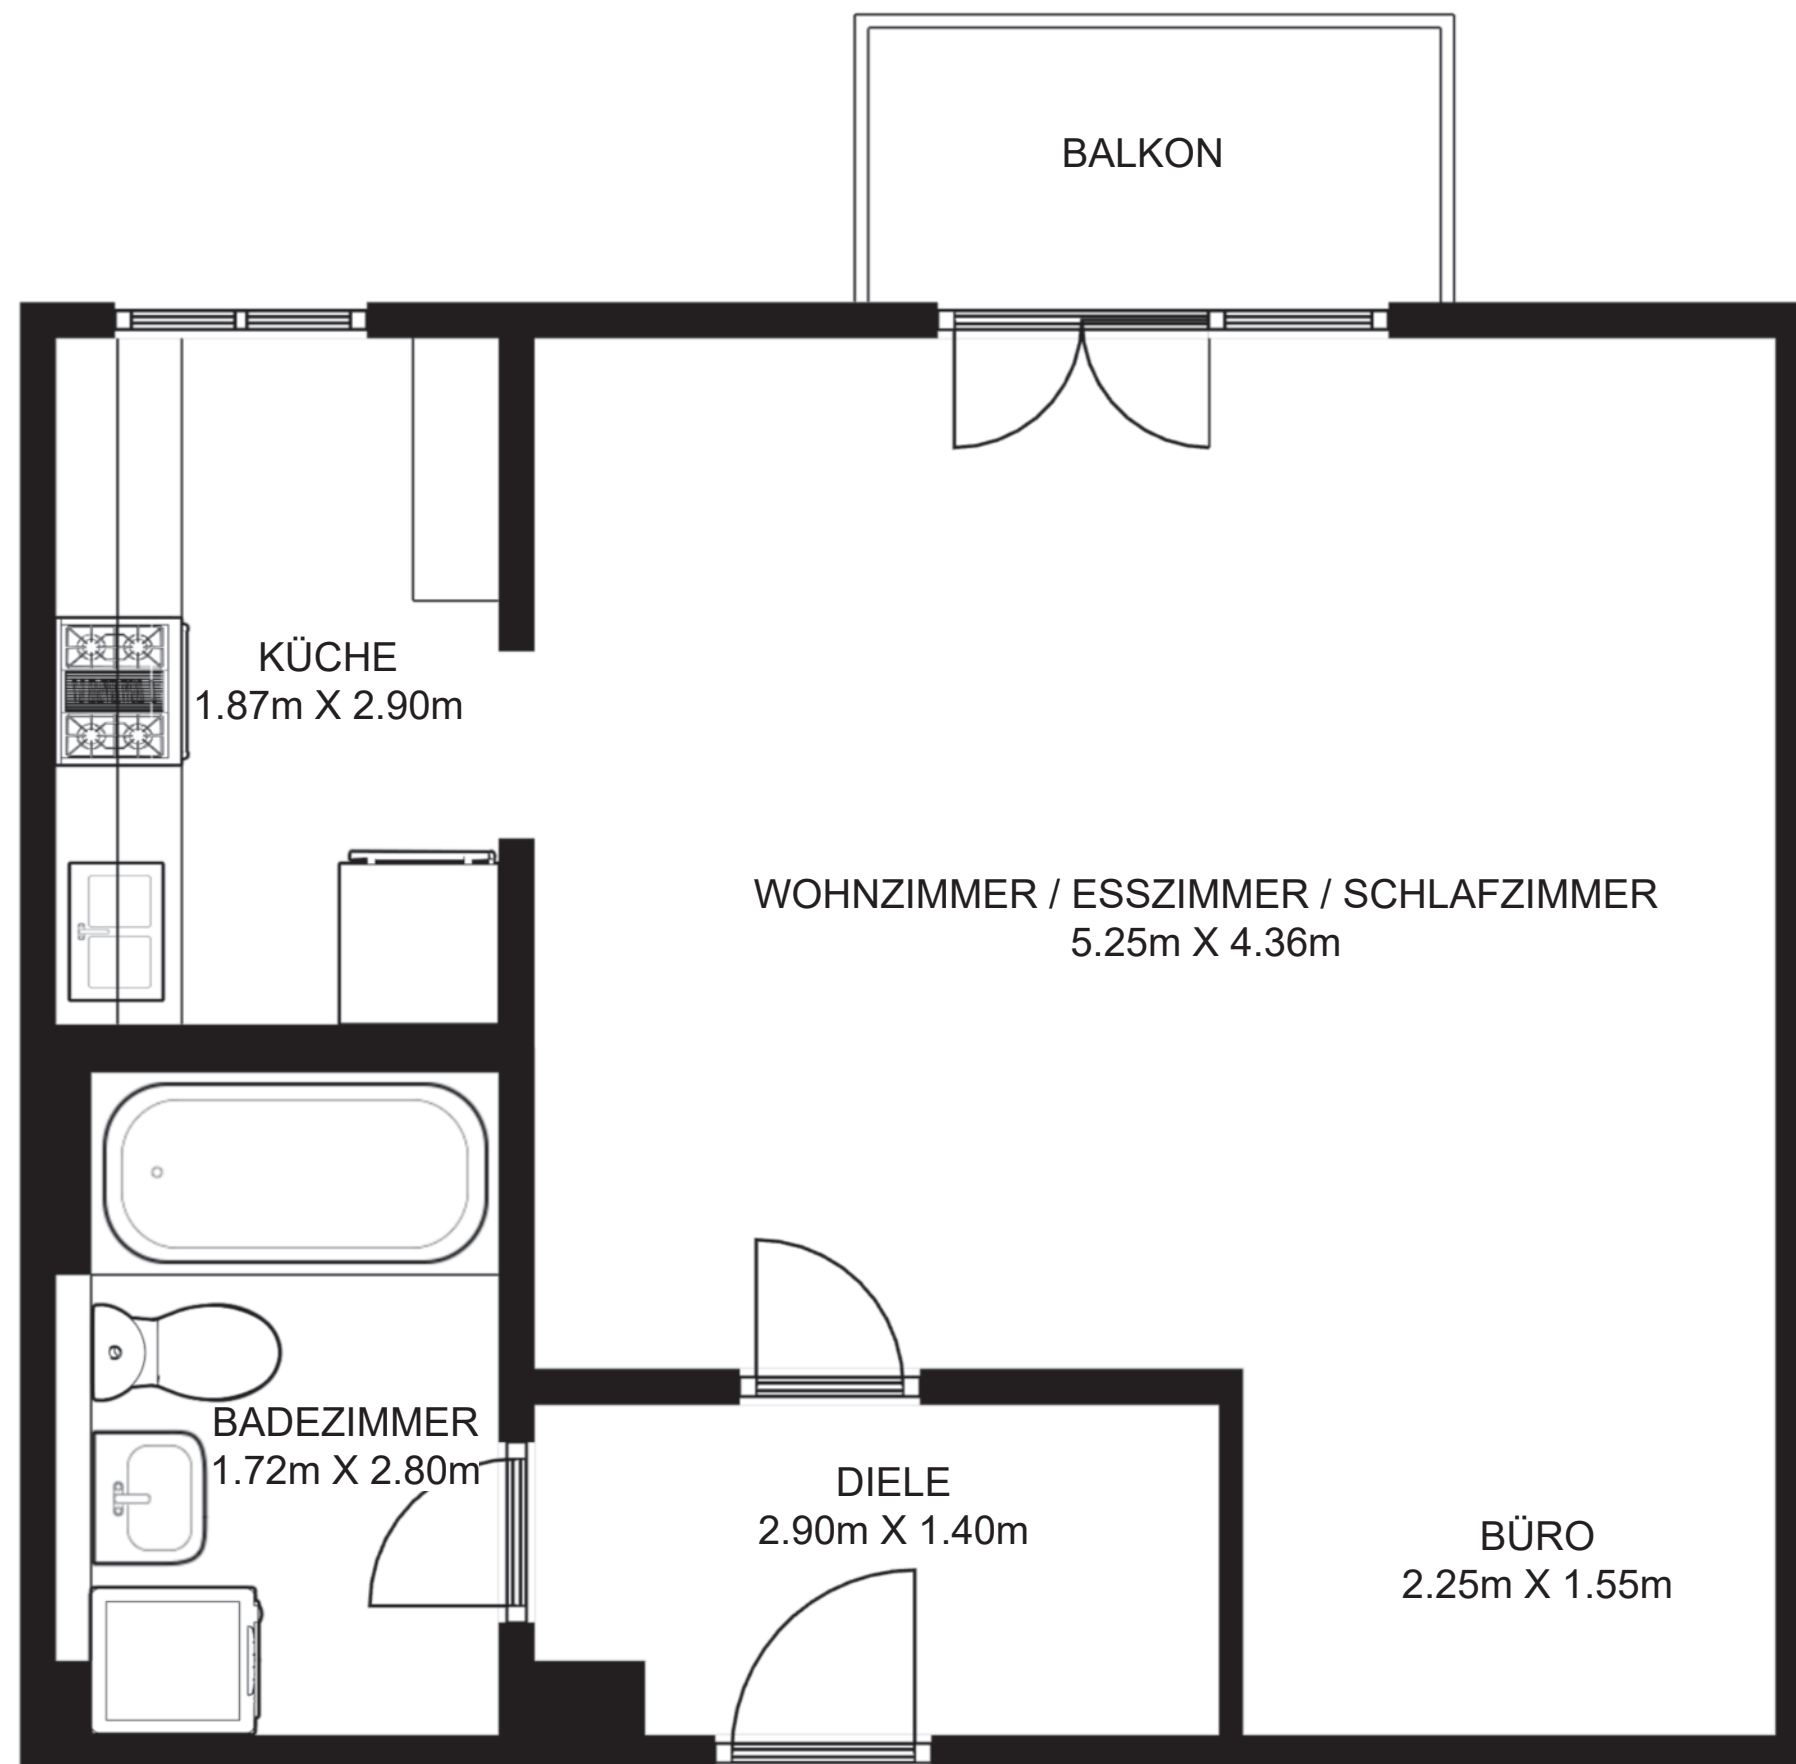 BALKON
KÜCHE
1.87m X 2.90m
WOHNZIMMER / ESSZIMMER / SCHLAFZIMMER
5.25m X 4.36m
BADEZIMMER
1.72m X 2.80m
DIELE
2.90m X 1.40m
BÜRO
2.25m X 1.55m